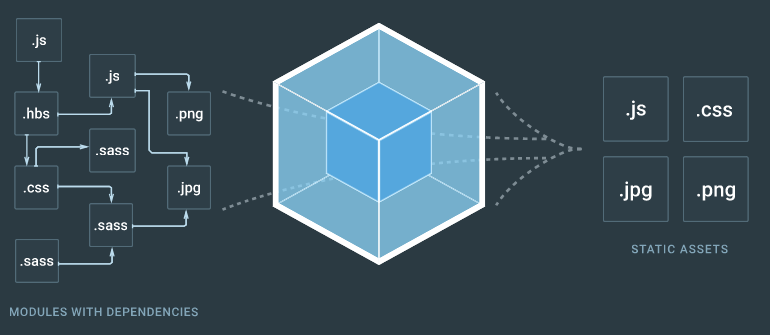 .js
.js
.hbs
.png
.sass
.css
.jpg
.sass
.sass
MODULES WITH DEPENDENCIES
.js
.css
.jpg
.png
STATIC ASSETS